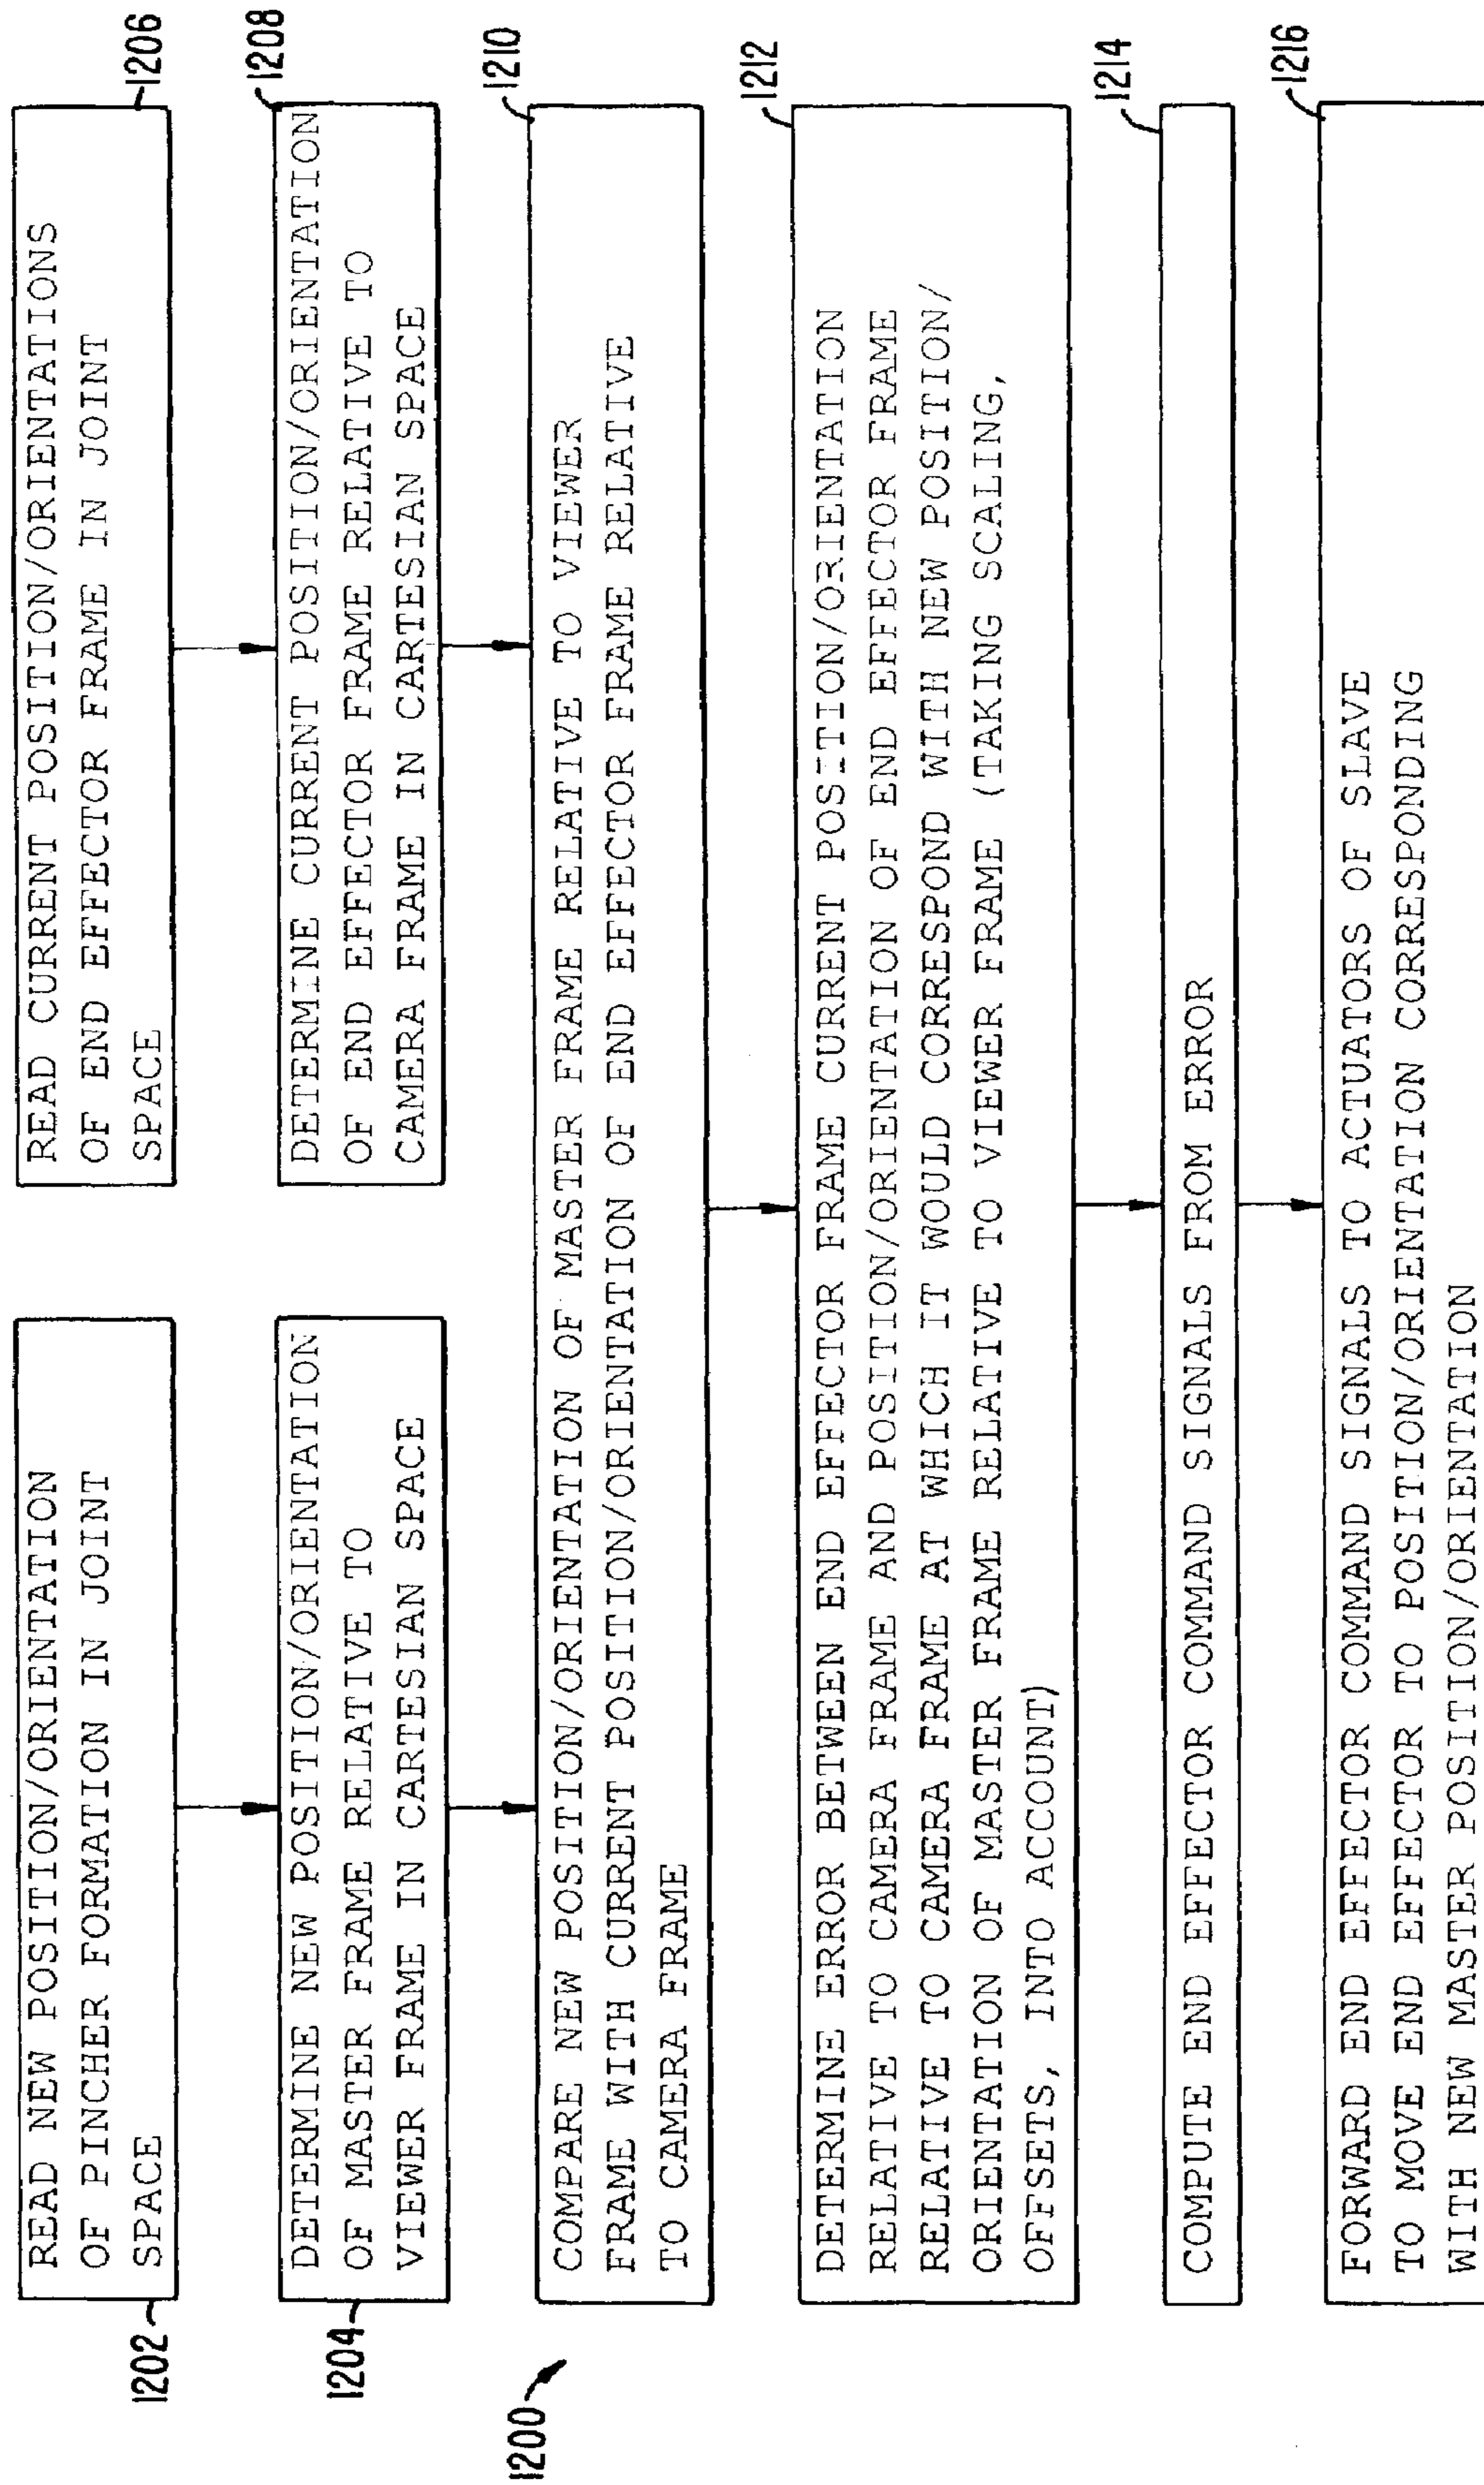 1200
1202
READ NEW POSITION/ORIENTATION
OF PINCHER FORMATION IN JOINT
SPACE
1204
DETERMINE NEW POSITION/ORIENTATION
OF MASTER FRAME RELATIVE TO
VIEWER FRAME IN CARTESIAN SPACE
1206
READ CURRENT POSITION/ORIENTATIONS
OF END EFFECTOR FRAME IN JOINT
SPACE
1208
DETERMINE CURRENT POSITION/ORIENTATION
OF END EFFECTOR FRAME RELATIVE TO
CAMERA FRAME IN CARTESIAN SPACE
1210
COMPARE NEW POSITION/ORIENTATION OF MASTER FRAME RELATIVE TO VIEWER
FRAME WITH CURRENT POSITION/ORIENTATION OF END EFFECTOR FRAME RELATIVE
TO CAMERA FRAME
1212
DETERMINE ERROR BETWEEN END EFFECTOR FRAME CURRENT POSITION/ORIENTATION
RELATIVE TO CAMERA FRAME AND POSITION/ORIENTATION OF END EFFECTOR FRAME
RELATIVE TO CAMERA FRAME AT WHICH IT WOULD CORRESPOND WITH NEW POSITION/
ORIENTATION OF MASTER FRAME RELATIVE TO VIEWER FRAME (TAKING SCALING,
OFFSETS, INTO ACCOUNT)
1214
COMPUTE END EFFECTOR COMMAND SIGNALS FROM ERROR
1216
FORWARD END EFFECTOR COMMAND SIGNALS TO ACTUATORS OF SLAVE
TO MOVE END EFFECTOR TO POSITION/ORIENTATION CORRESPONDING
WITH NEW MASTER POSITION/ORIENTATION